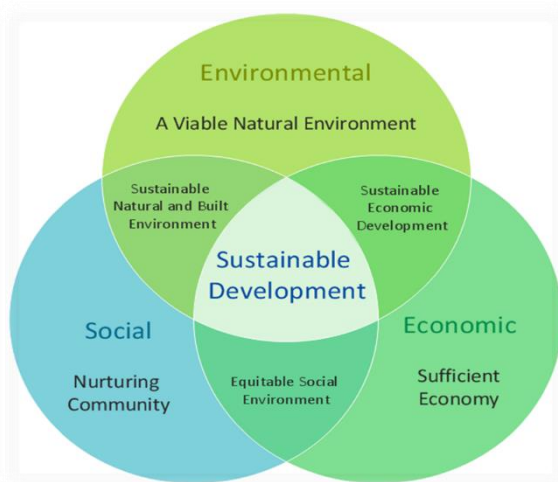 Environmental
A Viable Natural Environment
Sustainable
Natural and Built
Environment
Sustainable
Economic
Development
Sustainable
Development
Social
Economic
Nurturing
Community
Equitable Social
Environment
Sufficient
Economy